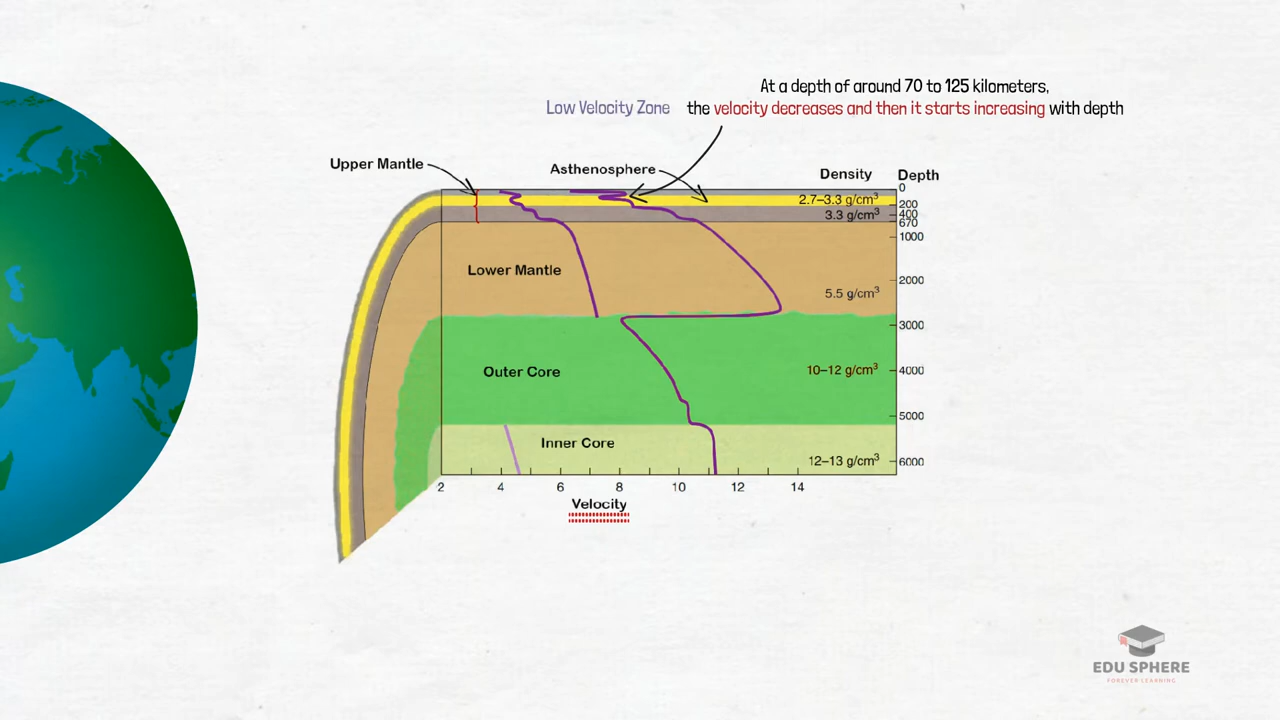 At a depth of around 70 to 125 kilometers,
Low Velocity Zone the velocity decreases and then it starts increasing with depth
Upper Mantle
Asthenosphere
Density
Depth
0
2.7–3.3 g/cm³
200
3.3 g/cm³
400
670
1000
Lower Mantle
2000
5.5 g/cm³
3000
Outer Core
10–12 g/cm³
4000
5000
Inner Core
12–13 g/cm³
6000
2 4 6 8 10 12 14
Velocity
EDU SPHERE
FOREVER LEARNING